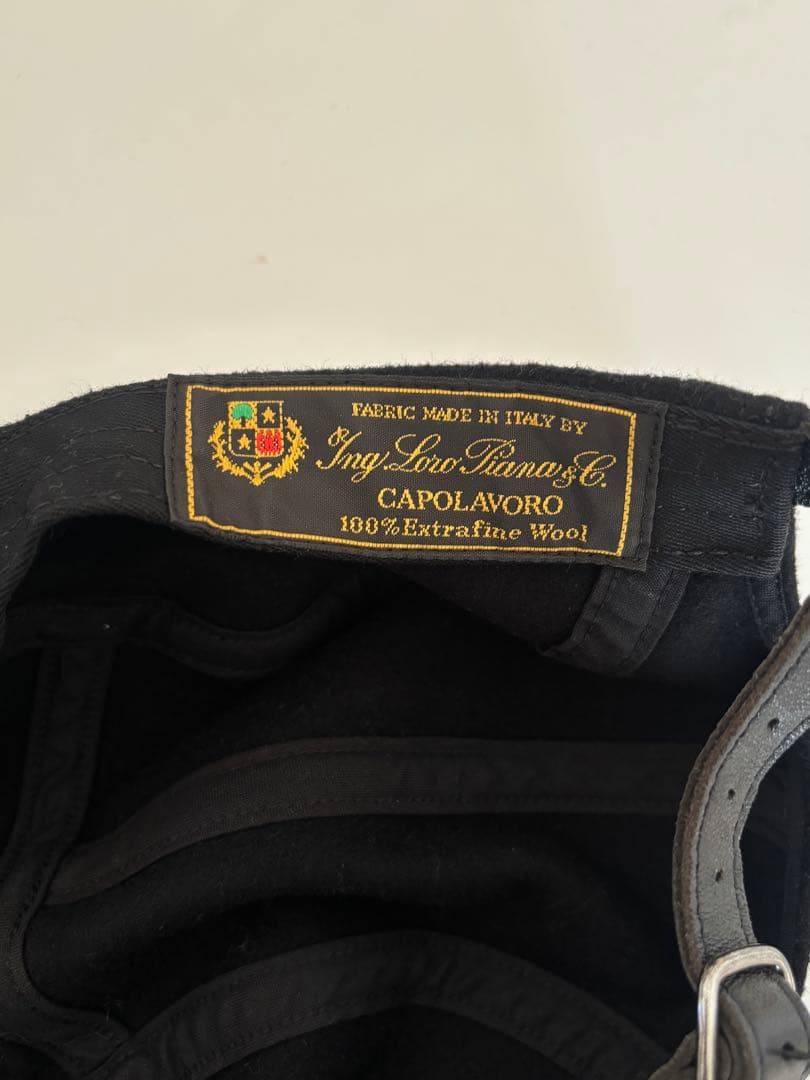 FABRIC MADE IN ITALY BY
Ing Loro Piana & C.
CAPOLAVORO
100% Extrafine Wool